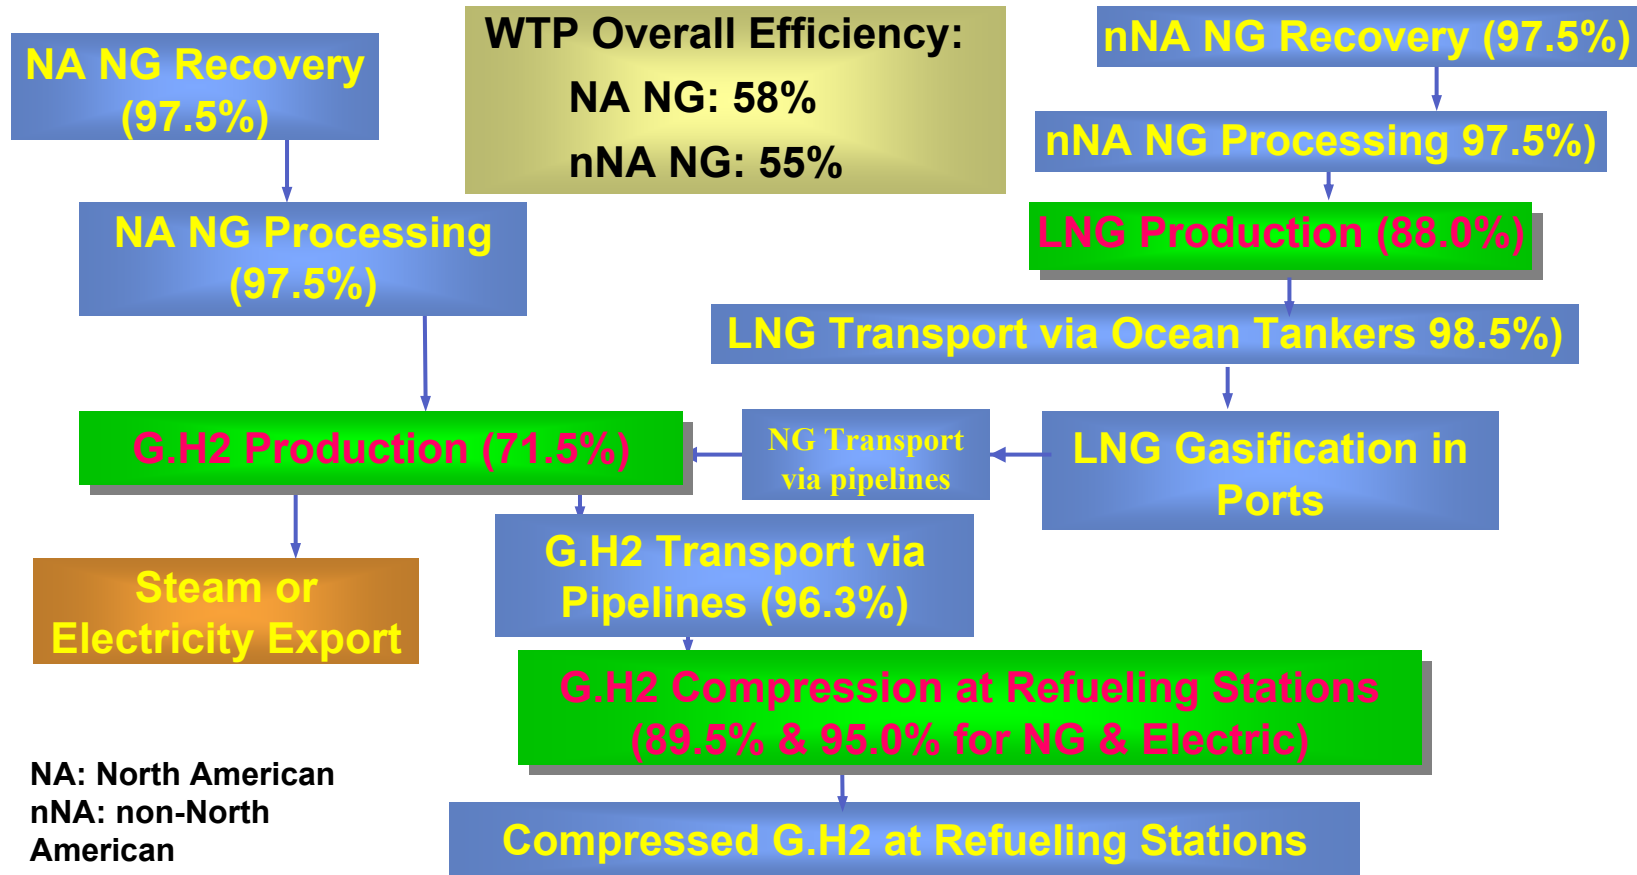 NA NG Recovery
(97.5%)
WTP Overall Efficiency:
NA NG: 58%
nNA NG: 55%
nNA NG Recovery (97.5%)
nNA NG Processing 97.5%)
NA NG Processing
(97.5%)
LNG Production (88.0%)
LNG Transport via Ocean Tankers 98.5%)
G.H2 Production (71.5%)
NG Transport
via pipelines
LNG Gasification in
Ports
G.H2 Transport via
Pipelines (96.3%)
Steam or
Electricity Export
G.H2 Compression at Refueling Stations
(89.5% & 95.0% for NG & Electric)
NA: North American
nNA: non-North
American
Compressed G.H2 at Refueling Stations